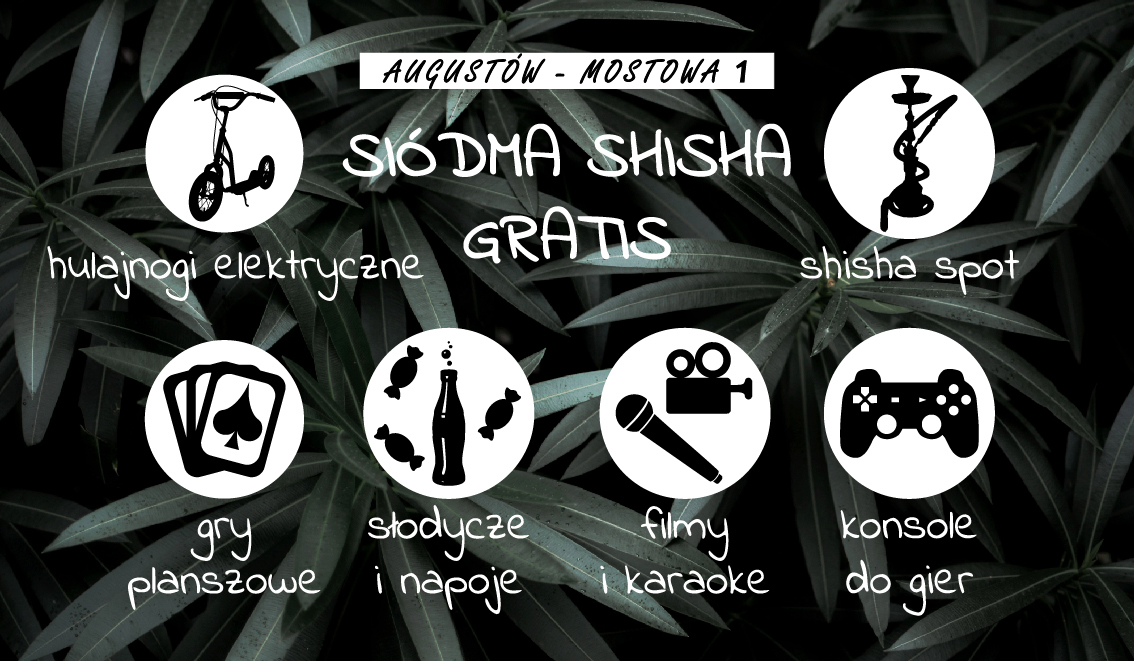 AUGUSTÓW - MOSTOWA 1
SIÓDMA SHISHA
GRATIS
hulajnogi elektryczne
shisha spot
gry
planszowe
słodycze
i napoje
filmy
i karaoke
konsole
do gier